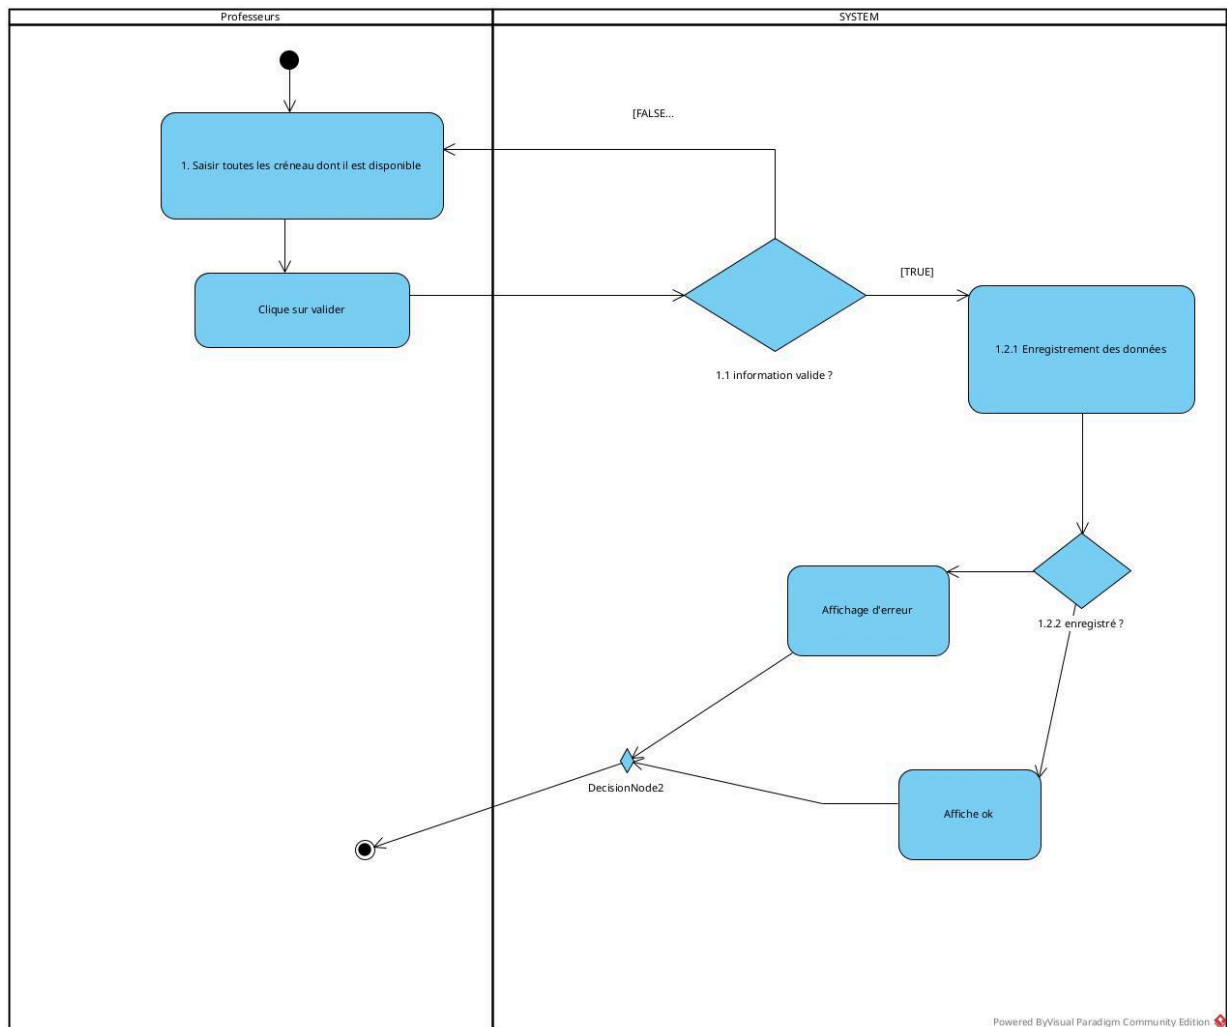 Professeurs
SYSTEM
[FALSE...
1. Saisir toutes les créneau dont il est disponible
[TRUE]
Clique sur valider
1.2.1 Enregistrement des données
1.1 information valide ?
Affichage d'erreur
1.2.2 enregistré ?
DecisionNode2
Affiche ok
Powered ByVisual Paradigm Community Edition